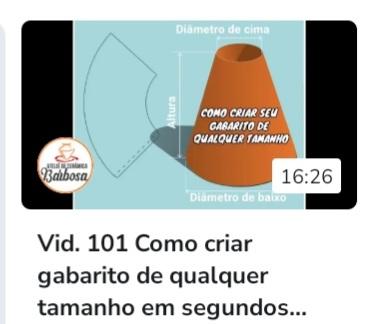 Diâmetro de cima
Altura
COMO CRIAR SEU
GABARITO DE
QUALQUER TAMANHO
ATELIÊ DE CERÂMICA
Barbosa
16:26
Diâmetro de baixo
Vid. 101 Como criar
gabarito de qualquer
tamanho em segundos...